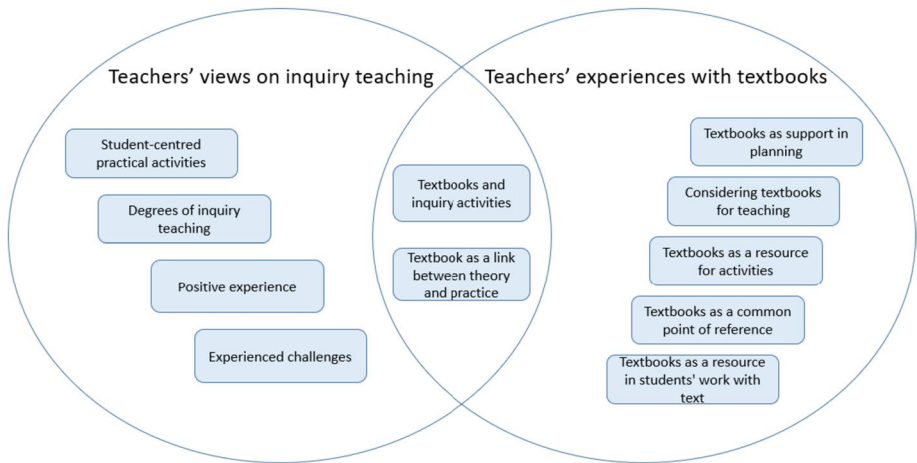 Teachers’ views on inquiry teaching
Student-centred
practical activities
Degrees of inquiry
teaching
Positive experience
Experienced challenges
Textbooks and
inquiry activities
Textbook as a link
between theory
and practice
Teachers’ experiences with textbooks
Textbooks as support in
planning
Considering textbooks
for teaching
Textbooks as a resource
for activities
Textbooks as a common
point of reference
Textbooks as a resource
in students' work with
text